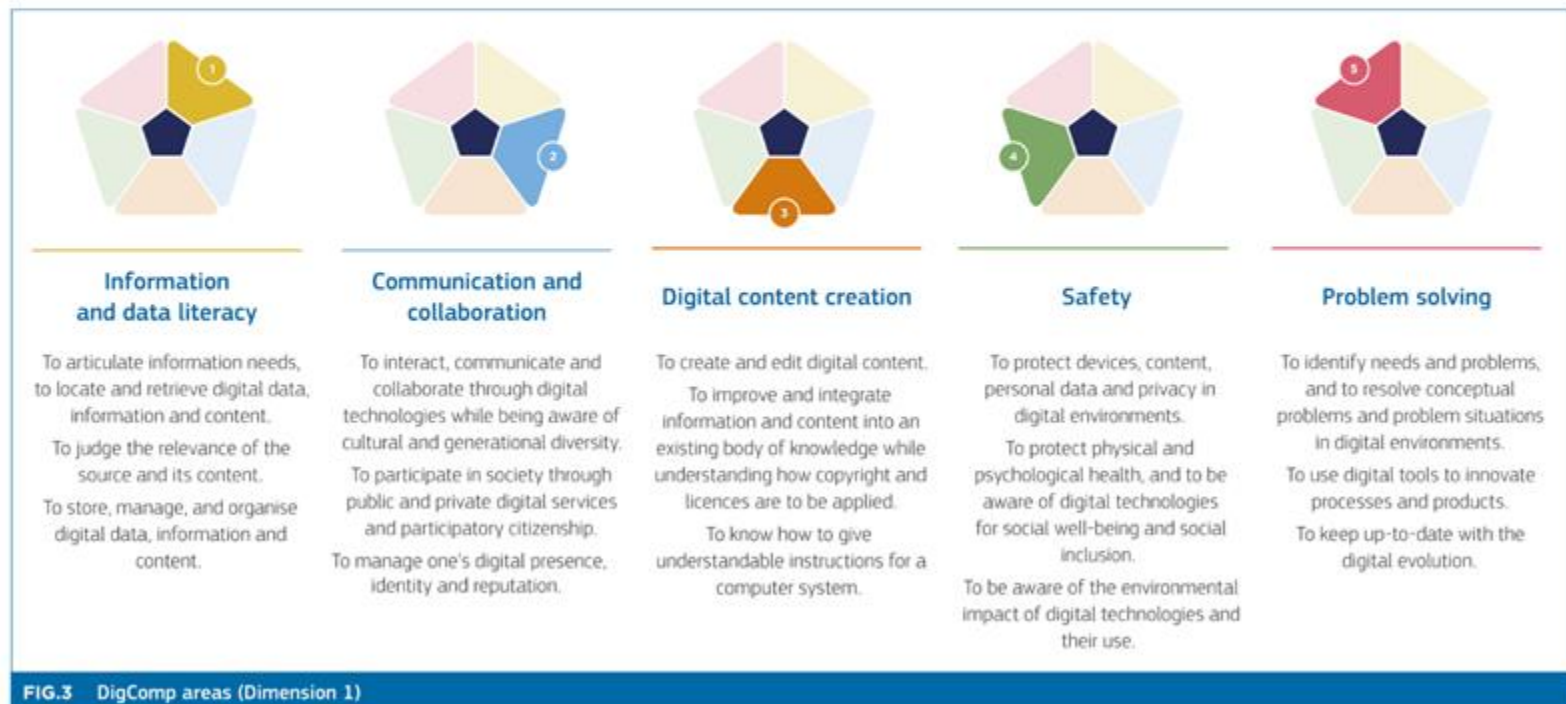 1
Information
and data literacy
To articulate information needs,
to locate and retrieve digital data,
information and content.
To judge the relevance of the
source and its content.
To store, manage, and organise
digital data, information and
content.
2
Communication and
collaboration
To interact, communicate and
collaborate through digital
technologies while being aware of
cultural and generational diversity.
To participate in society through
public and private digital services
and participatory citizenship.
To manage one's digital presence,
identity and reputation.
3
Digital content creation
To create and edit digital content.
To improve and integrate
information and content into an
existing body of knowledge while
understanding how copyright and
licences are to be applied.
To know how to give
understandable instructions for a
computer system.
4
Safety
To protect devices, content,
personal data and privacy in
digital environments.
To protect physical and
psychological health, and to be
aware of digital technologies
for social well-being and social
inclusion.
To be aware of the environmental
impact of digital technologies and
their use.
5
Problem solving
To identify needs and problems,
and to resolve conceptual
problems and problem situations
in digital environments.
To use digital tools to innovate
processes and products.
To keep up-to-date with the
digital evolution.
FIG.3 DigComp areas (Dimension 1)